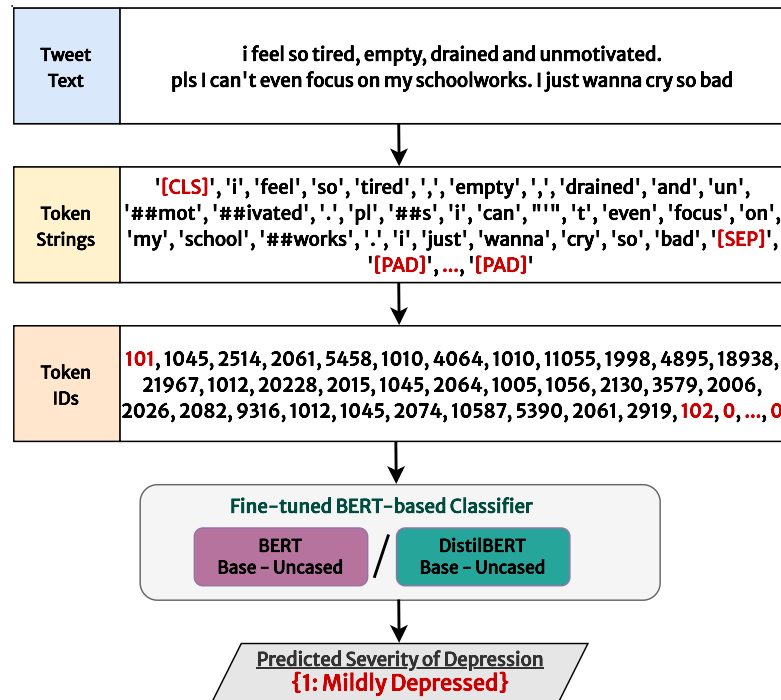 Tweet
Text
i feel so tired, empty, drained and unmotivated.
pls I can't even focus on my schoolworks. I just wanna cry so bad
Token
Strings
'[CLS]', 'i', 'feel', 'so', 'tired', ',', 'empty', ',', 'drained', 'and', 'un',
'##mot', '##ivated', '.', 'pl', '##s', 'i', 'can', "'", 't', 'even', 'focus', 'on',
'my', 'school', '##works', '.', 'i', 'just', 'wanna', 'cry', 'so', 'bad', '[SEP]',
'[PAD]', ..., '[PAD]'
Token
IDs
101, 1045, 2514, 2061, 5458, 1010, 4064, 1010, 11055, 1998, 4895, 18938,
21967, 1012, 20228, 2015, 1045, 2064, 1005, 1056, 2130, 3579, 2006,
2026, 2082, 9316, 1012, 1045, 2074, 10587, 5390, 2061, 2919, 102, 0, ..., 0
Fine-tuned BERT-based Classifier
BERT
Base - Uncased
/
DistilBERT
Base - Uncased
Predicted Severity of Depression
{1: Mildly Depressed}